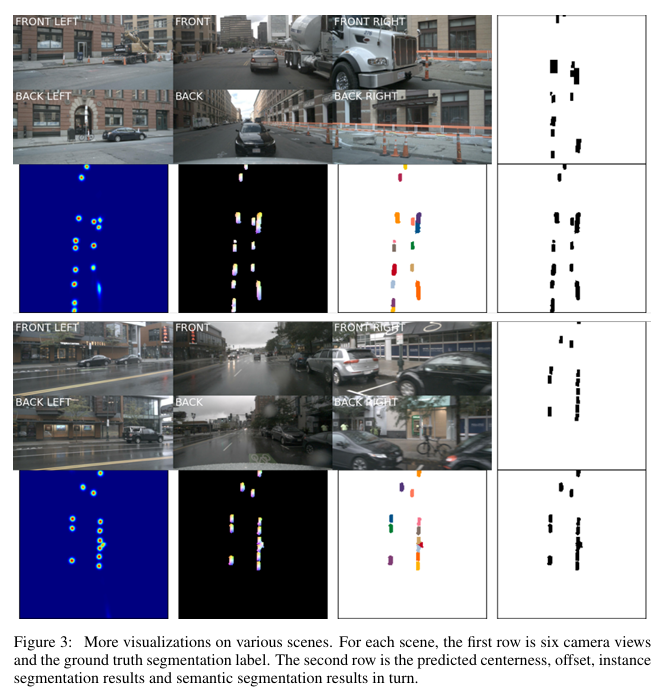 FRONT LEFT
FRONT
FRONT RIGHT
BACK LEFT
BACK
BACK RIGHT
FRONT LEFT
FRONT
FRONT RIGHT
BACK LEFT
BACK
BACK RIGHT
Figure 3: More visualizations on various scenes. For each scene, the first row is six camera views
and the ground truth segmentation label. The second row is the predicted centerness, offset, instance
segmentation results and semantic segmentation results in turn.